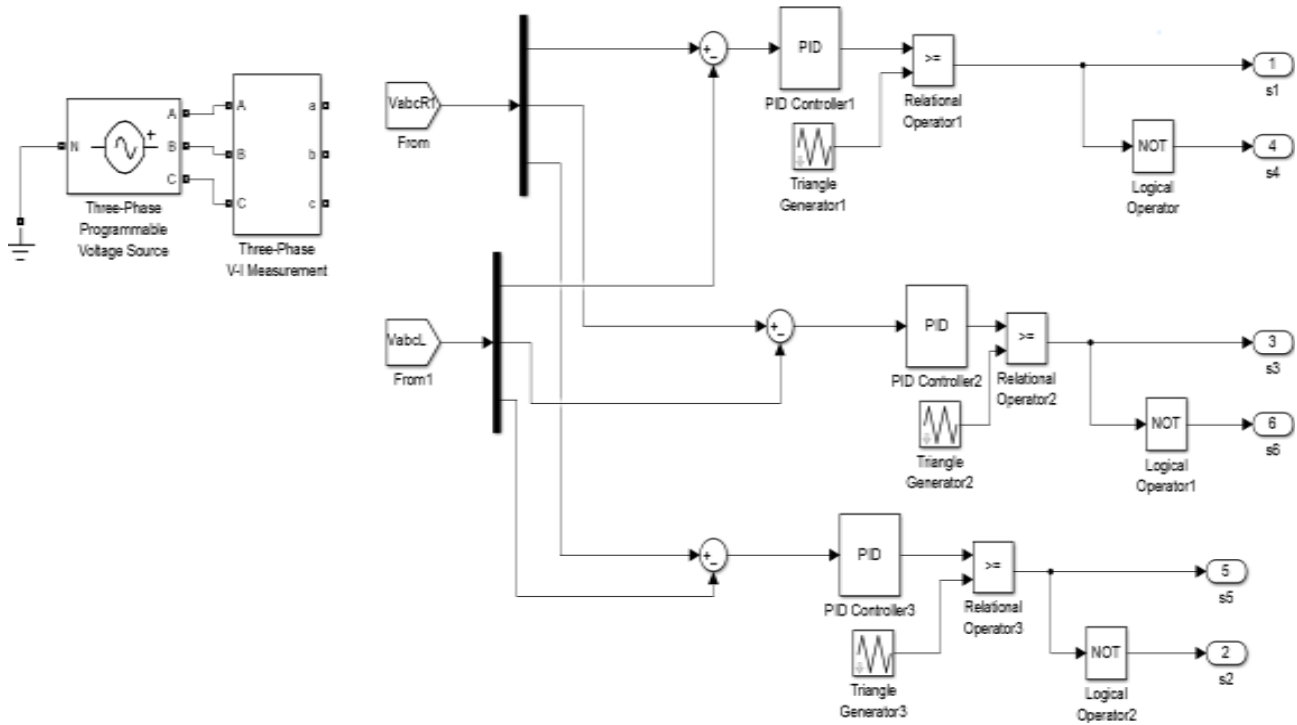 N
A
B
C
Three-Phase
Programmable
Voltage Source
A
B
C
a
b
c
Three-Phase
V-I Measurement
VabcR1
From
VabcL
From1
+
-
PID
PID Controller1
Triangle
Generator1
>=
Relational
Operator1
NOT
Logical
Operator
1
s1
4
s4
+
-
PID
PID Controller2
Triangle
Generator2
>=
Relational
Operator2
NOT
Logical
Operator1
3
s3
6
s6
+
-
PID
PID Controller3
Triangle
Generator3
>=
Relational
Operator3
NOT
Logical
Operator2
5
s5
2
s2